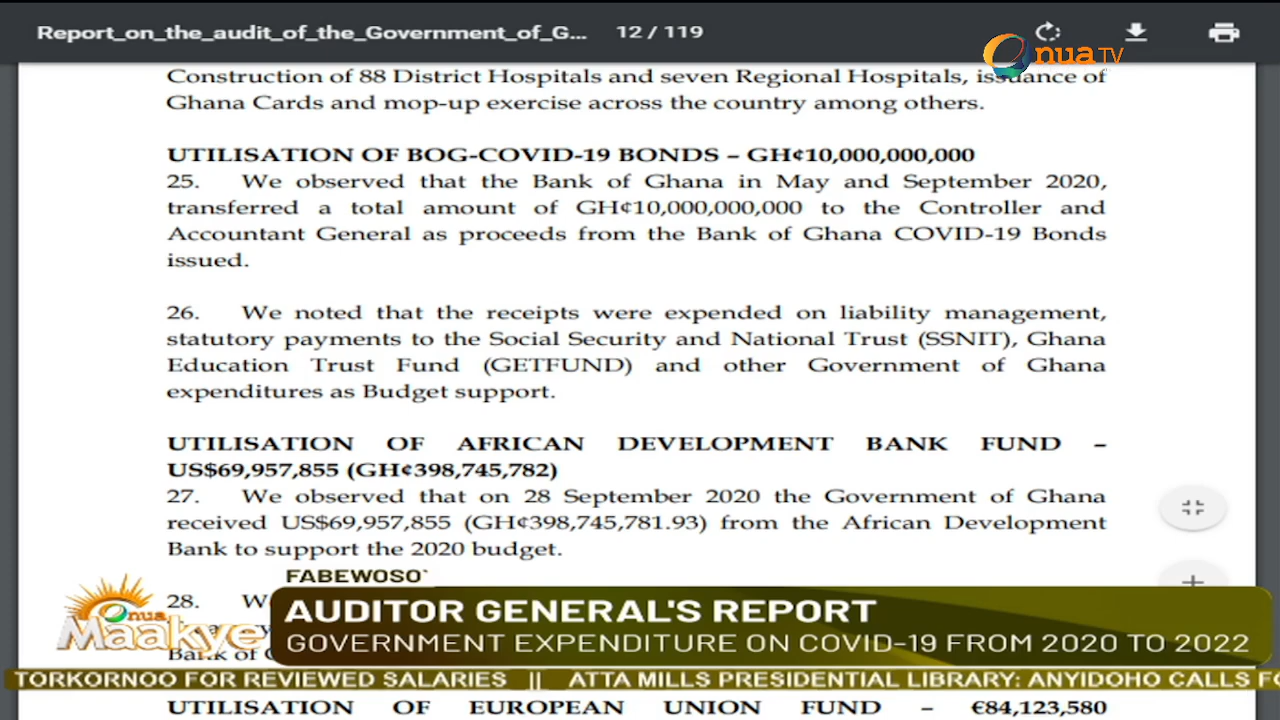 Report_on_the_audit_of_the_Government_of_G... 12 / 119
onua TV
Construction of 88 District Hospitals and seven Regional Hospitals, issuance of
Ghana Cards and mop-up exercise across the country among others.
UTILISATION OF BOG-COVID-19 BONDS – GH¢10,000,000,000
25. We observed that the Bank of Ghana in May and September 2020,
transferred a total amount of GH¢10,000,000,000 to the Controller and
Accountant General as proceeds from the Bank of Ghana COVID-19 Bonds
issued.
26. We noted that the receipts were expended on liability management,
statutory payments to the Social Security and National Trust (SSNIT), Ghana
Education Trust Fund (GETFUND) and other Government of Ghana
expenditures as Budget support.
UTILISATION OF AFRICAN DEVELOPMENT BANK FUND –
US$69,957,855 (GH¢398,745,782)
27. We observed that on 28 September 2020 the Government of Ghana
received US$69,957,855 (GH¢398,745,781.93) from the African Development
Bank to support the 2020 budget.
28.
Bank of
FABEWOSO`
onua
Maakye
AUDITOR GENERAL'S REPORT
GOVERNMENT EXPENDITURE ON COVID-19 FROM 2020 TO 2022
TORKORNOO FOR REVIEWED SALARIES || ATTA MILLS PRESIDENTIAL LIBRARY: ANYIDOHO CALLS
UTILISATION OF EUROPEAN UNION FUND – €84,123,580